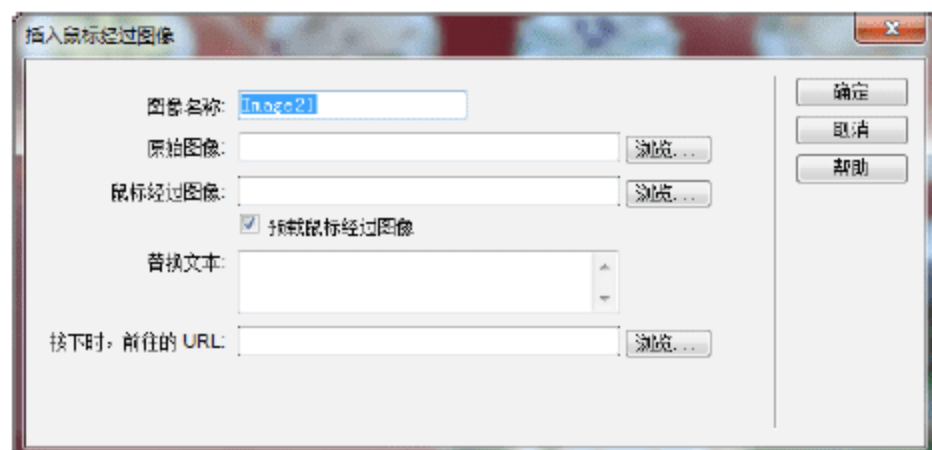 插入鼠标经过图像
图像名称: Image21
确定
原始图像: 浏览...
取消
鼠标经过图像: 浏览...
帮助
预载鼠标经过图像
替换文本:
按下时，前往的 URL: 浏览...